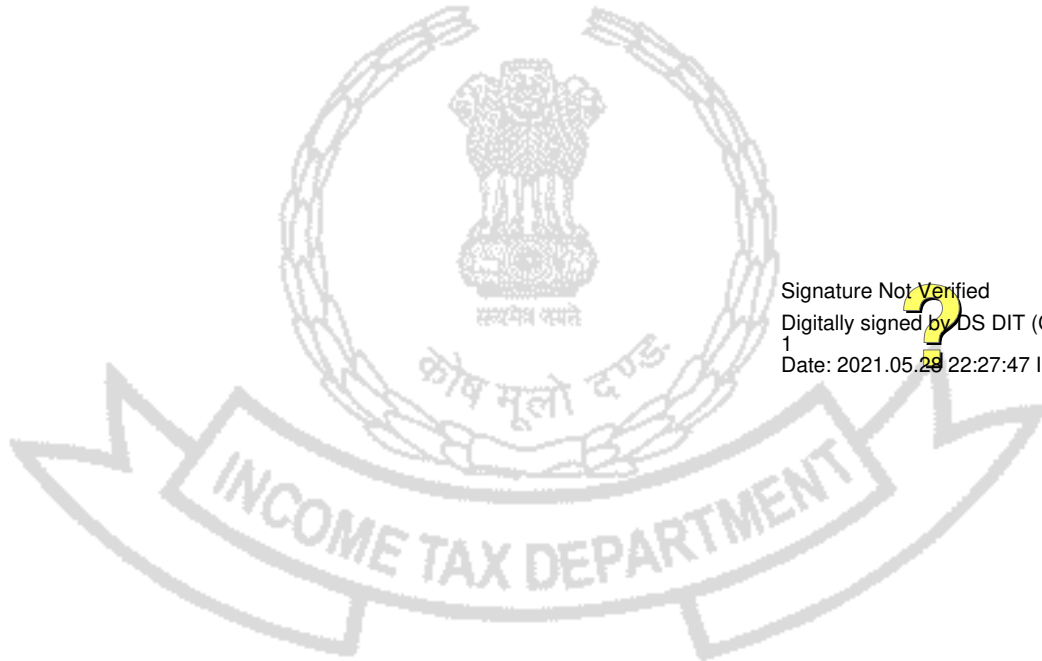 सत्यमेव जयते
कोष मूलो दण्ड
INCOME TAX DEPARTMENT
Signature Not Verified
Digitally signed by DS DIT (
1
Date: 2021.05.28 22:27:47 I